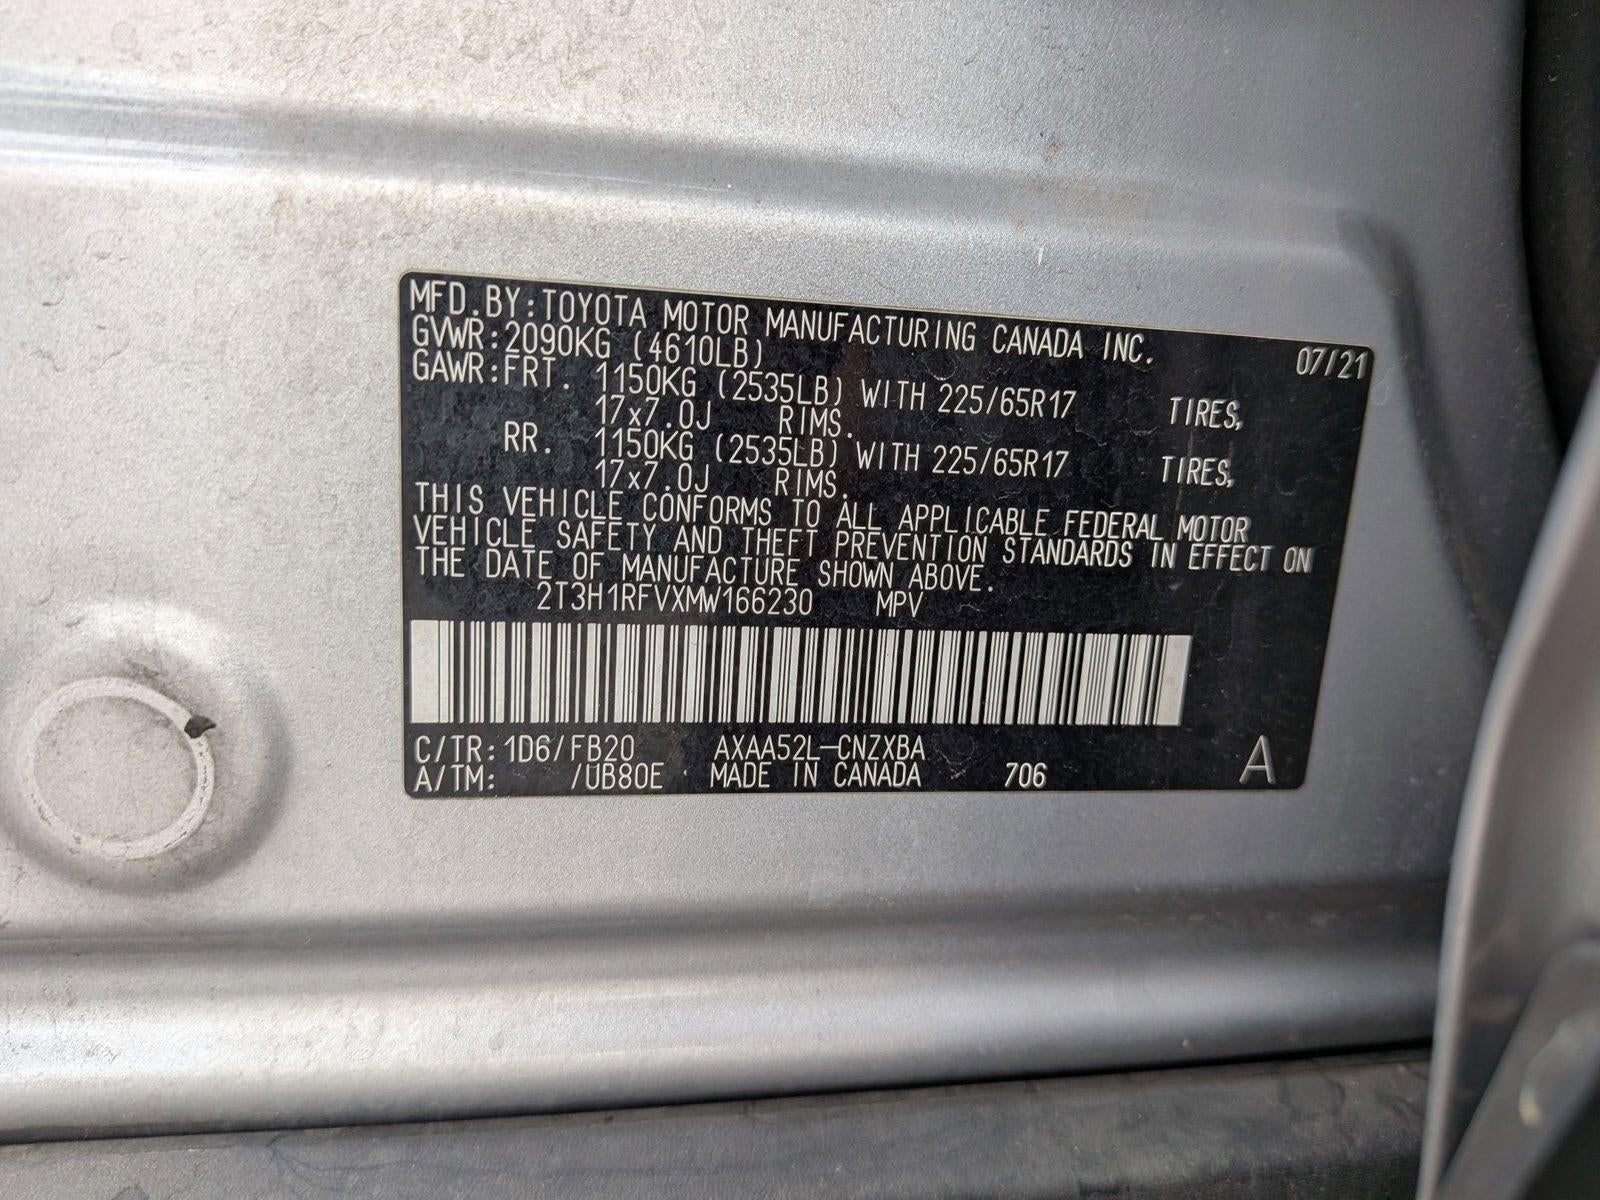 MFD.BY:TOYOTA MOTOR MANUFACTURING CANADA INC. 07/21
GVWR:2090KG (4610LB)
GAWR:FRT. 1150KG (2535LB) WITH 225/65R17 TIRES,
17x7.0J RIMS.
RR. 1150KG (2535LB) WITH 225/65R17 TIRES,
17x7.0J RIMS.
THIS VEHICLE CONFORMS TO ALL APPLICABLE FEDERAL MOTOR
VEHICLE SAFETY AND THEFT PREVENTION STANDARDS IN EFFECT ON
THE DATE OF MANUFACTURE SHOWN ABOVE.
2T3H1RFVXMW166230 MPV
C/TR:1D6/FB20 AXAA52L-CNZXBA A
A/TM: /UB80E MADE IN CANADA 706